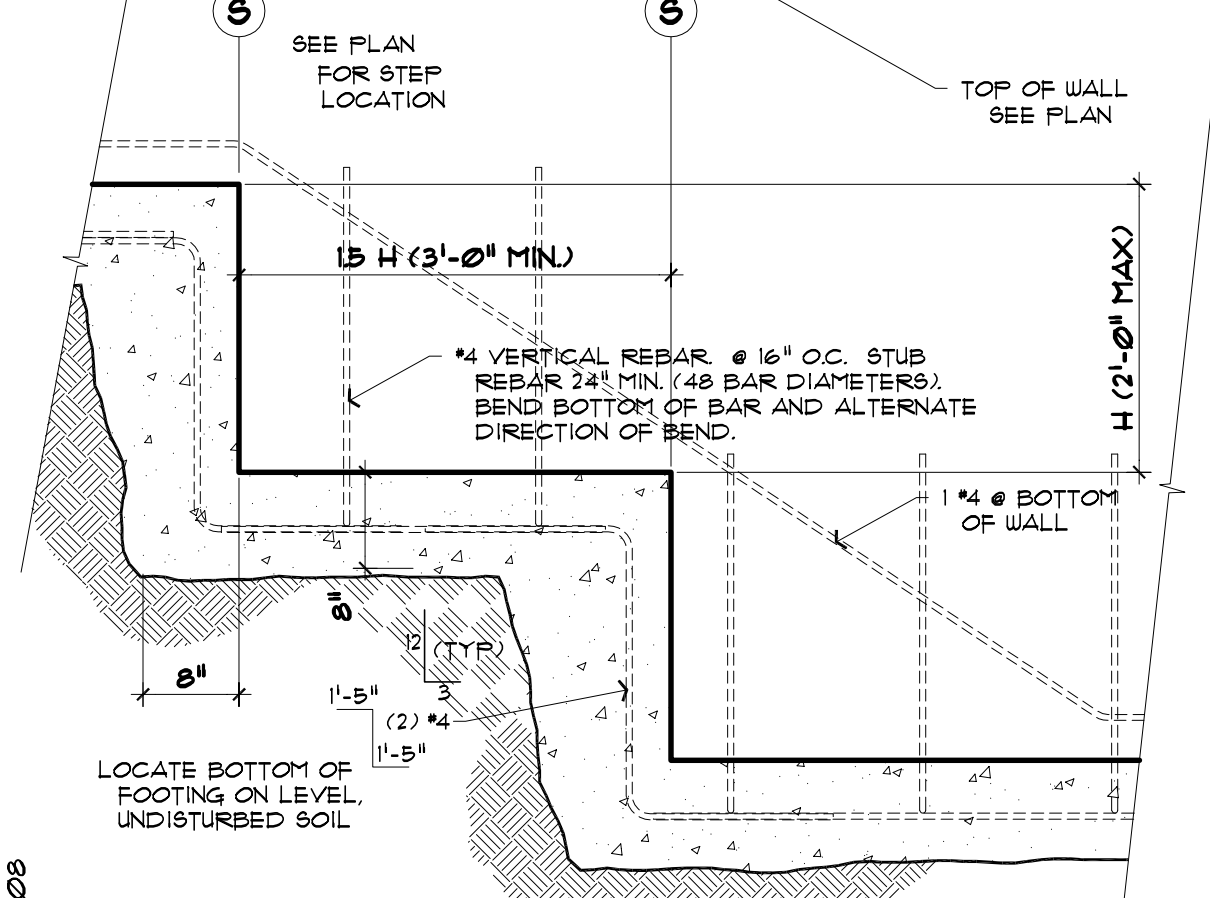 S
S
SEE PLAN
FOR STEP
LOCATION
TOP OF WALL
SEE PLAN
1.5 H (3'-0" MIN.)
H (2'-0" MAX)
#4 VERTICAL REBAR. @ 16" O.C. STUB
REBAR 24" MIN. (48 BAR DIAMETERS).
BEND BOTTOM OF BAR AND ALTERNATE
DIRECTION OF BEND.
1 #4 @ BOTTOM
OF WALL
8"
12
(TYP)
3
8"
1'-5"
(2) #4
1'-5"
LOCATE BOTTOM OF
FOOTING ON LEVEL,
UNDISTURBED SOIL
08